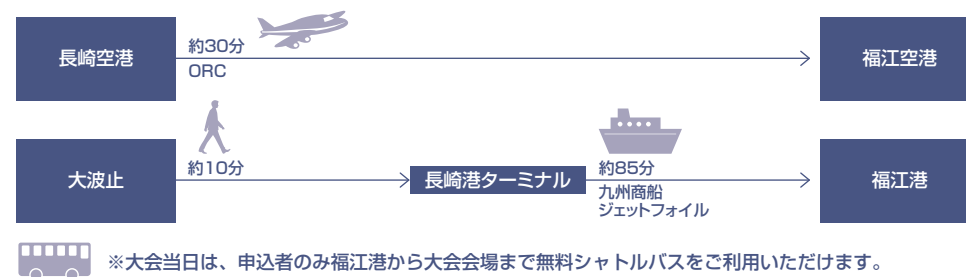 長崎空港
約30分
ORC
福江空港
大波止
約10分
長崎港ターミナル
約85分
九州商船
ジェットフォイル
福江港
※大会当日は、申込者のみ福江港から大会会場まで無料シャトルバスをご利用いただけます。